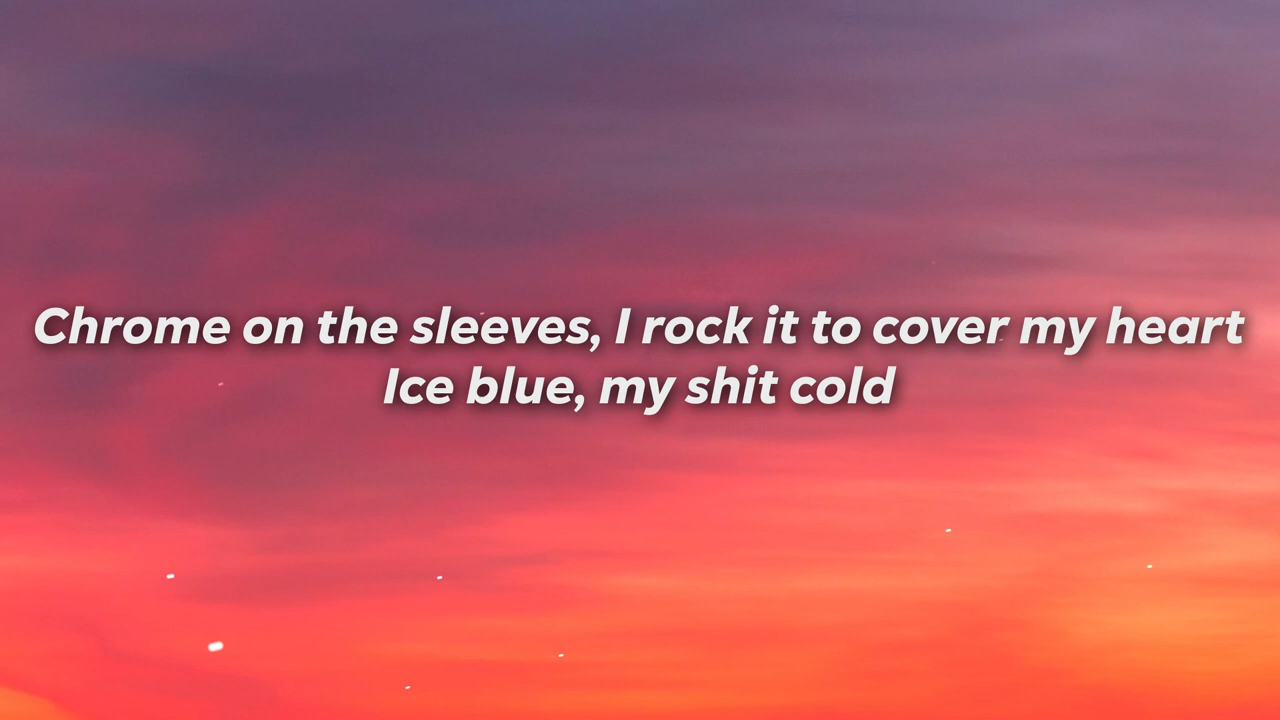 Chrome on the sleeves, I rock it to cover my heart
Ice blue, my shit cold